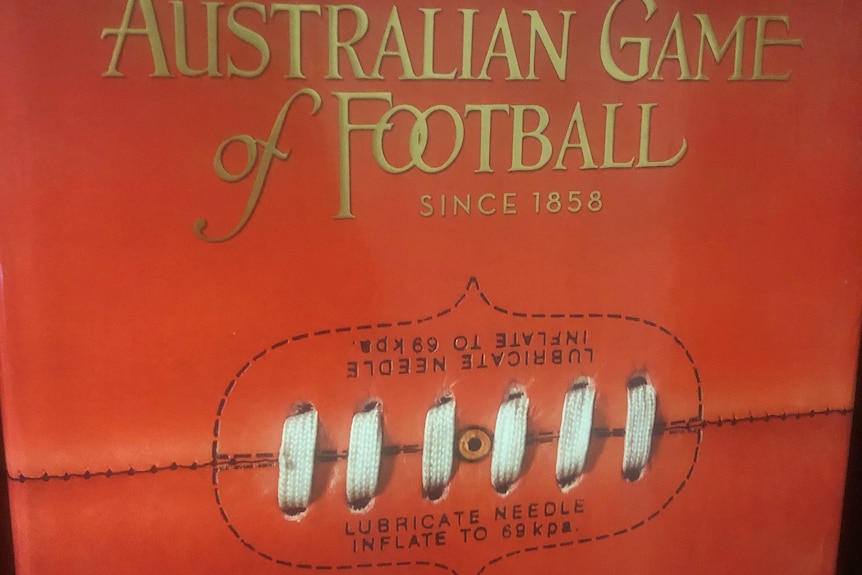 AUSTRALIAN GAME
of FOOTBALL
SINCE 1858
LUBRICATE NEEDLE
INFLATE TO 69 kpa.
LUBRICATE NEEDLE
INFLATE TO 69 kpa.